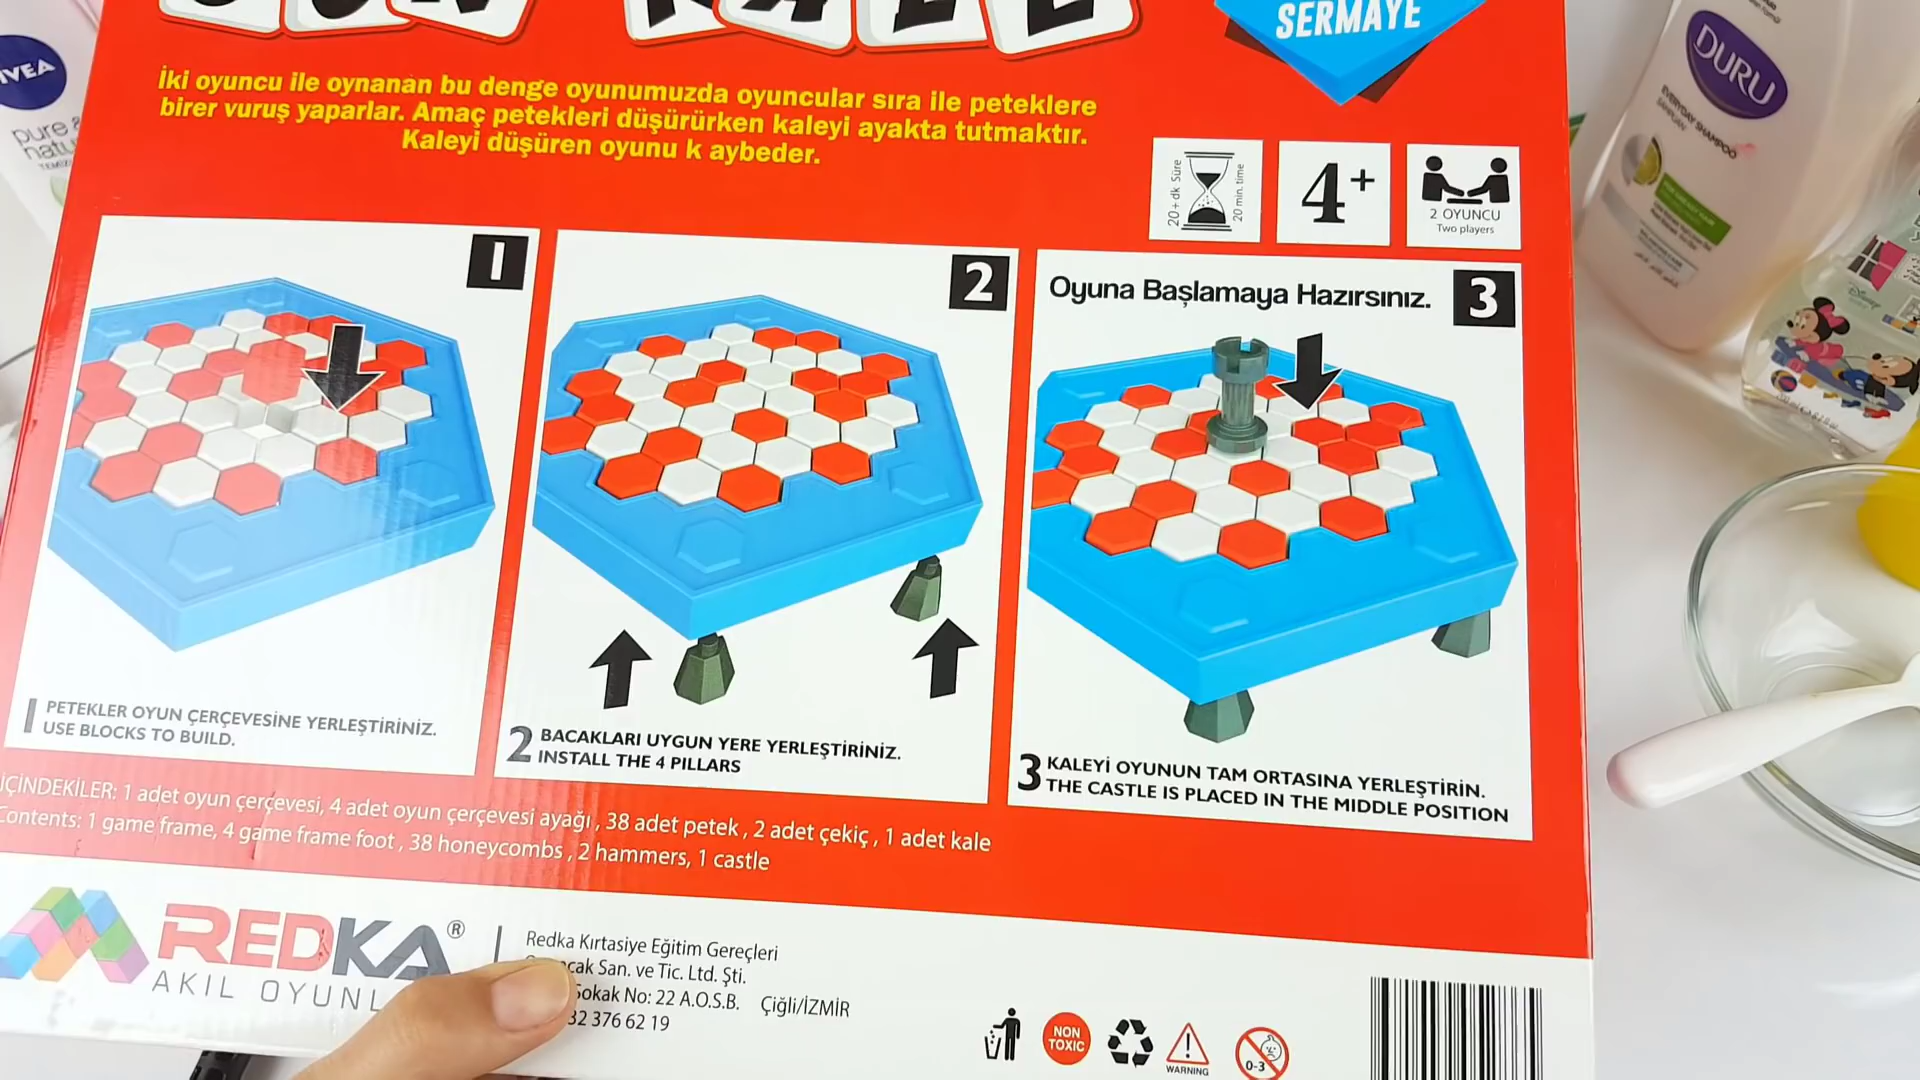 SERMAYE
İki oyuncu ile oynanan bu denge oyunumuzda oyuncular sıra ile peteklere
birer vuruş yaparlar. Amaç petekleri düşürürken kaleyi ayakta tutmaktır.
Kaleyi düşüren oyunu k aybeder.
20+dk Süre
20 min. time
4+
2 OYUNCU
Two players
1
2
Oyuna Başlamaya Hazırsınız.
3
1 PETEKLER OYUN ÇERÇEVESİNE YERLEŞTİRİNİZ.
USE BLOCKS TO BUILD.
2 BACAKLARI UYGUN YERE YERLEŞTİRİNİZ.
INSTALL THE 4 PILLARS
3 KALEYİ OYUNUN TAM ORTASINA YERLEŞTİRİN.
THE CASTLE IS PLACED IN THE MIDDLE POSITION
İÇİNDEKİLER: 1 adet oyun çerçevesi, 4 adet oyun çerçevesi ayağı, 38 adet petek, 2 adet çekiç, 1 adet kale
Contents: 1 game frame, 4 game frame foot, 38 honeycombs, 2 hammers, 1 castle
REDKA®
AKIL
Redka Kırtasiye Eğitim Gereçleri
San. ve Tic. Ltd. Şti.
Sokak No: 22 A.O.S.B. Çiğli/İZMİR
376 62 19
NON
TOXIC
WARNING
0-3
DURU
EVERYDAY SHAMPOO
Disney
pure &